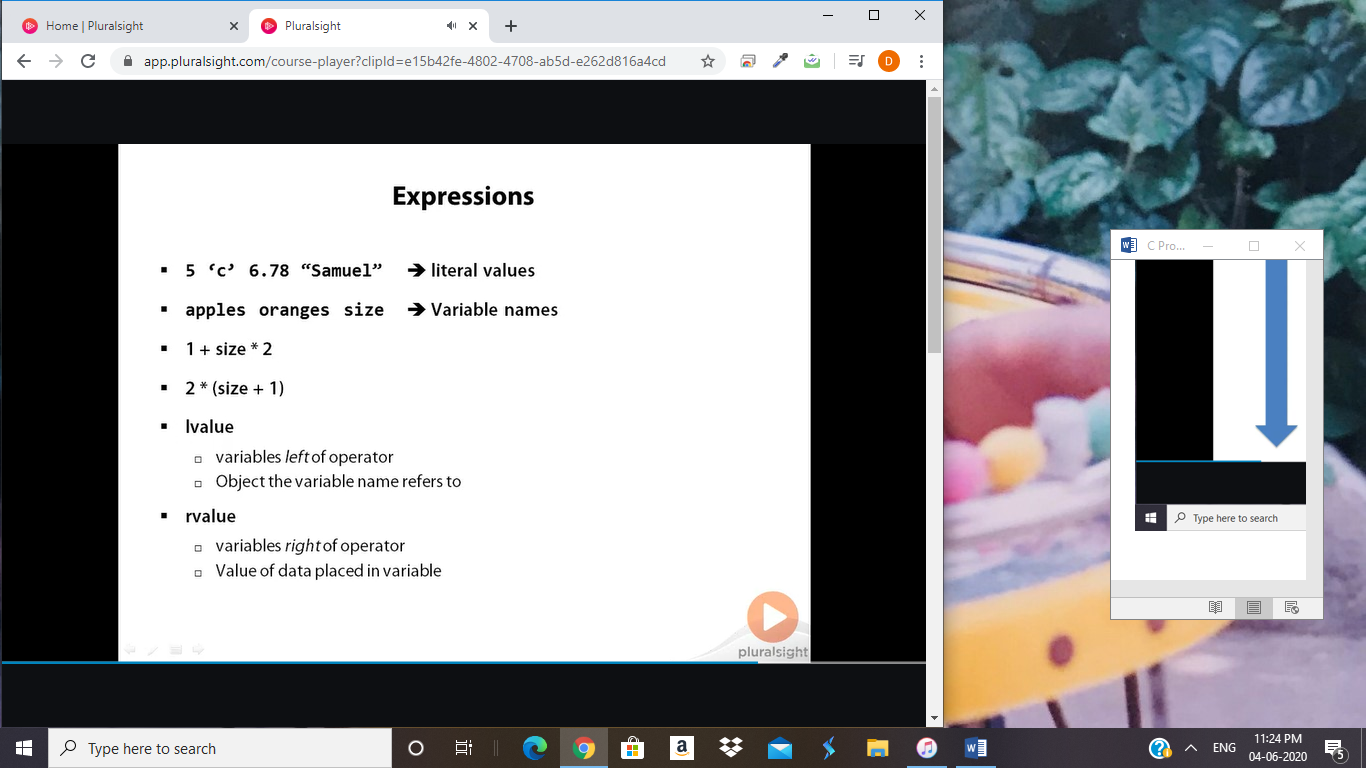 Home | Pluralsight
Pluralsight
app.pluralsight.com/course-player?clipId=e15b42fe-4802-4708-ab5d-e262d816a4cd
D
Expressions
▪ 5 ‘c’ 6.78 “Samuel” ➔ literal values
▪ apples oranges size ➔ Variable names
▪ 1 + size * 2
▪ 2 * (size + 1)
▪ lvalue
▫ variables left of operator
▫ Object the variable name refers to
▪ rvalue
▫ variables right of operator
▫ Value of data placed in variable
pluralsight
C Pro...
Type here to search
Type here to search
ENG
11:24 PM
04-06-2020
5